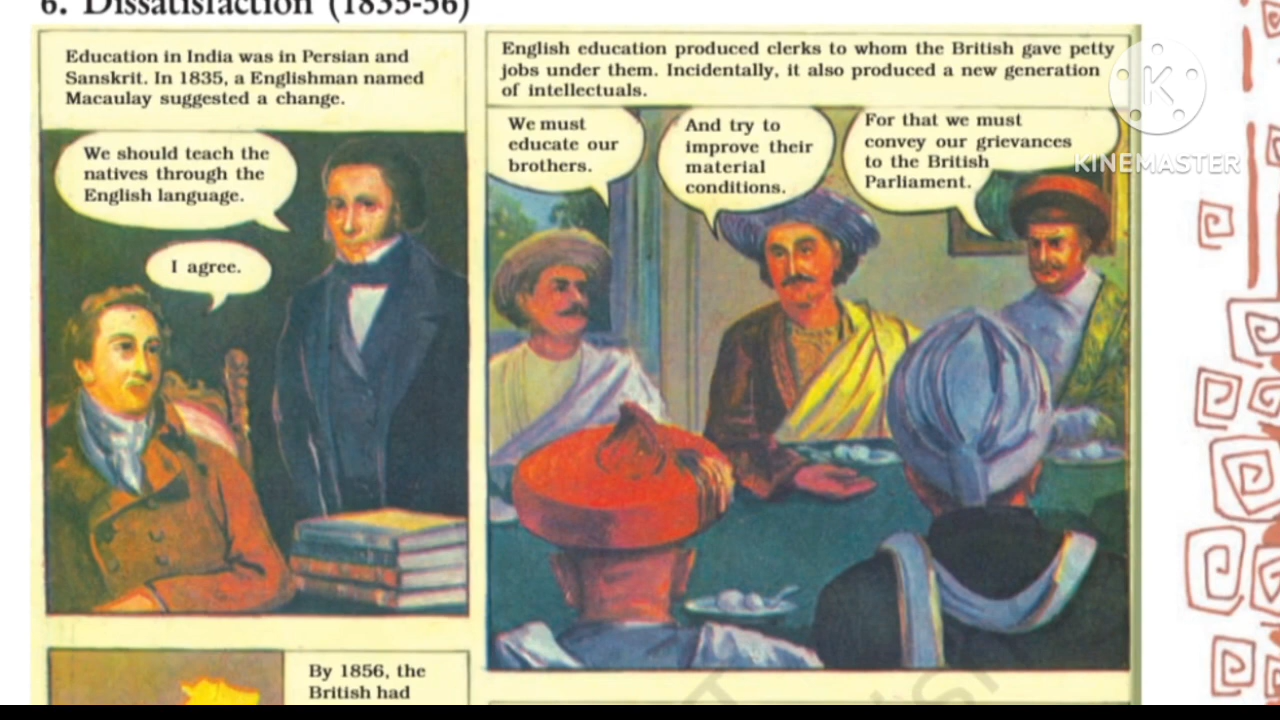 6. Dissatisfaction (1835-56)
Education in India was in Persian and
Sanskrit. In 1835, a Englishman named
Macaulay suggested a change.
We should teach the
natives through the
English language.
I agree.
English education produced clerks to whom the British gave petty
jobs under them. Incidentally, it also produced a new generation
of intellectuals.
We must
educate our
brothers.
And try to
improve their
material
conditions.
For that we must
convey our grievances
to the British
Parliament.
By 1856, the
British had
K
KINEMASTER